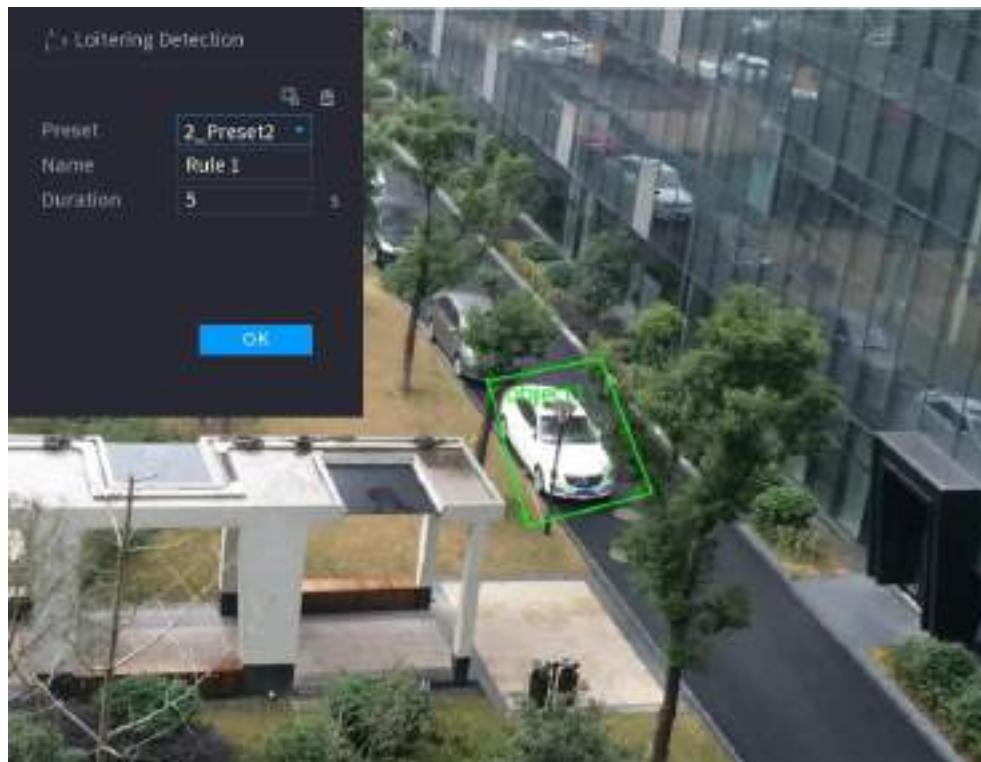 Loitering Detection
Preset 2_Preset2
Name Rule 1
Duration 5 s
OK